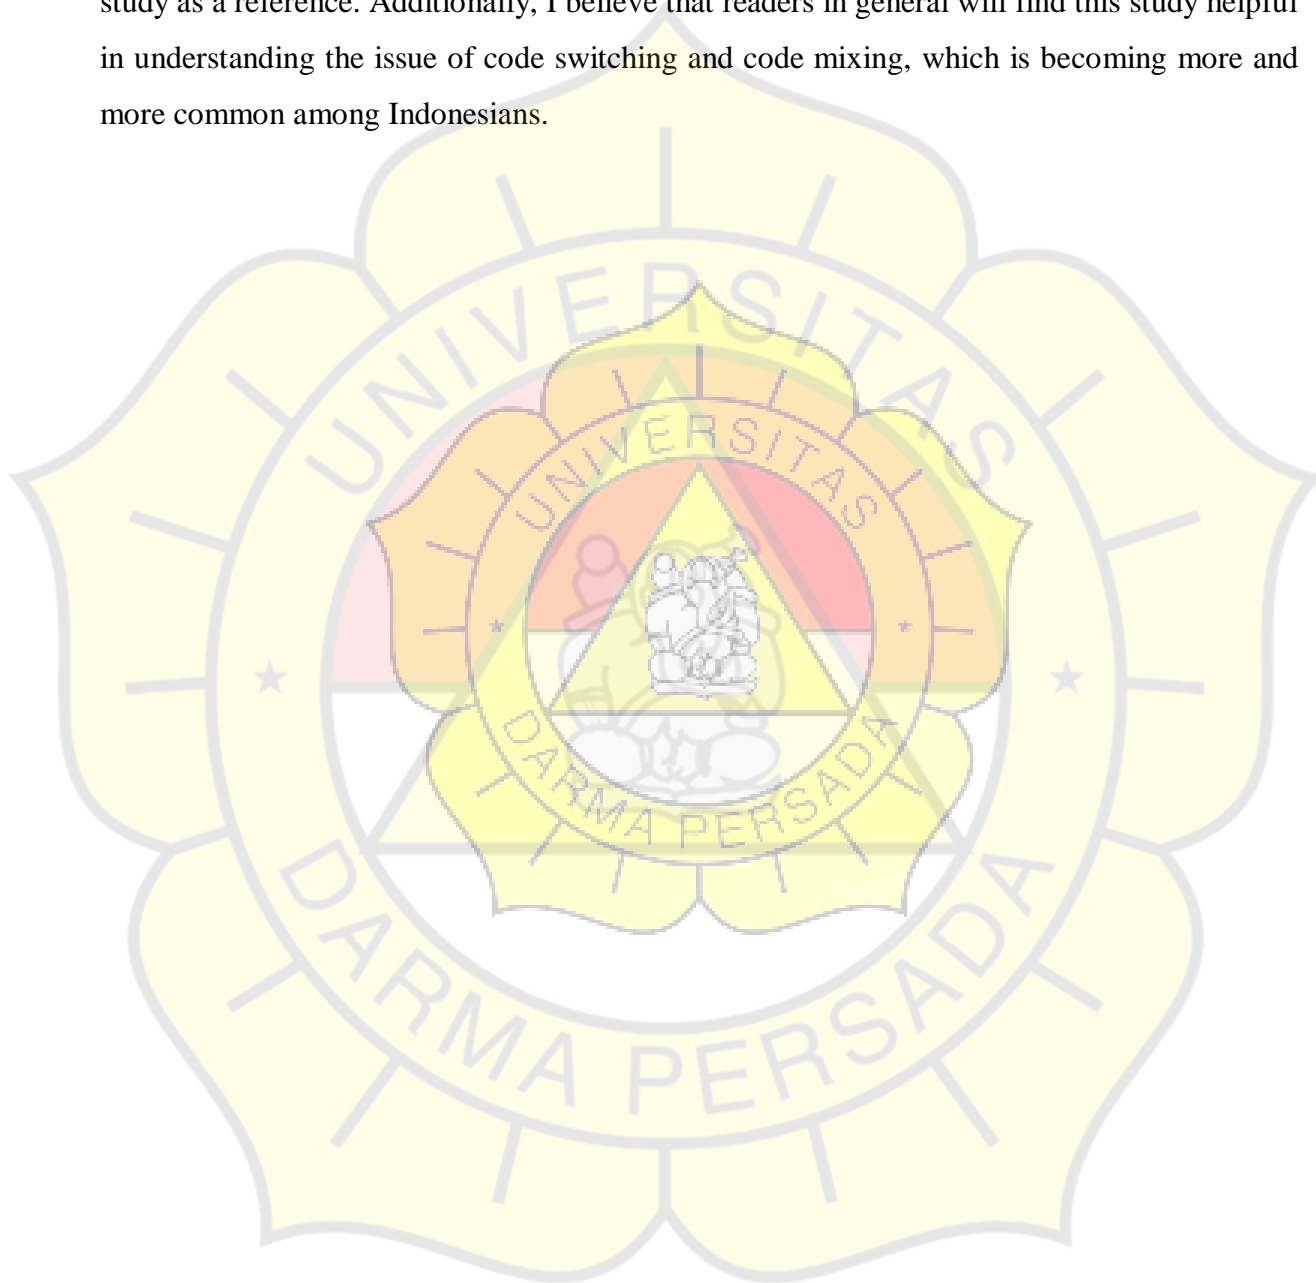 study as a reference. Additionally, I believe that readers in general will find this study helpful
in understanding the issue of code switching and code mixing, which is becoming more and
more common among Indonesians.
UNIVERSITAS
UNIVERSITAS
DARMA PERSADA
DARMA PERSADA